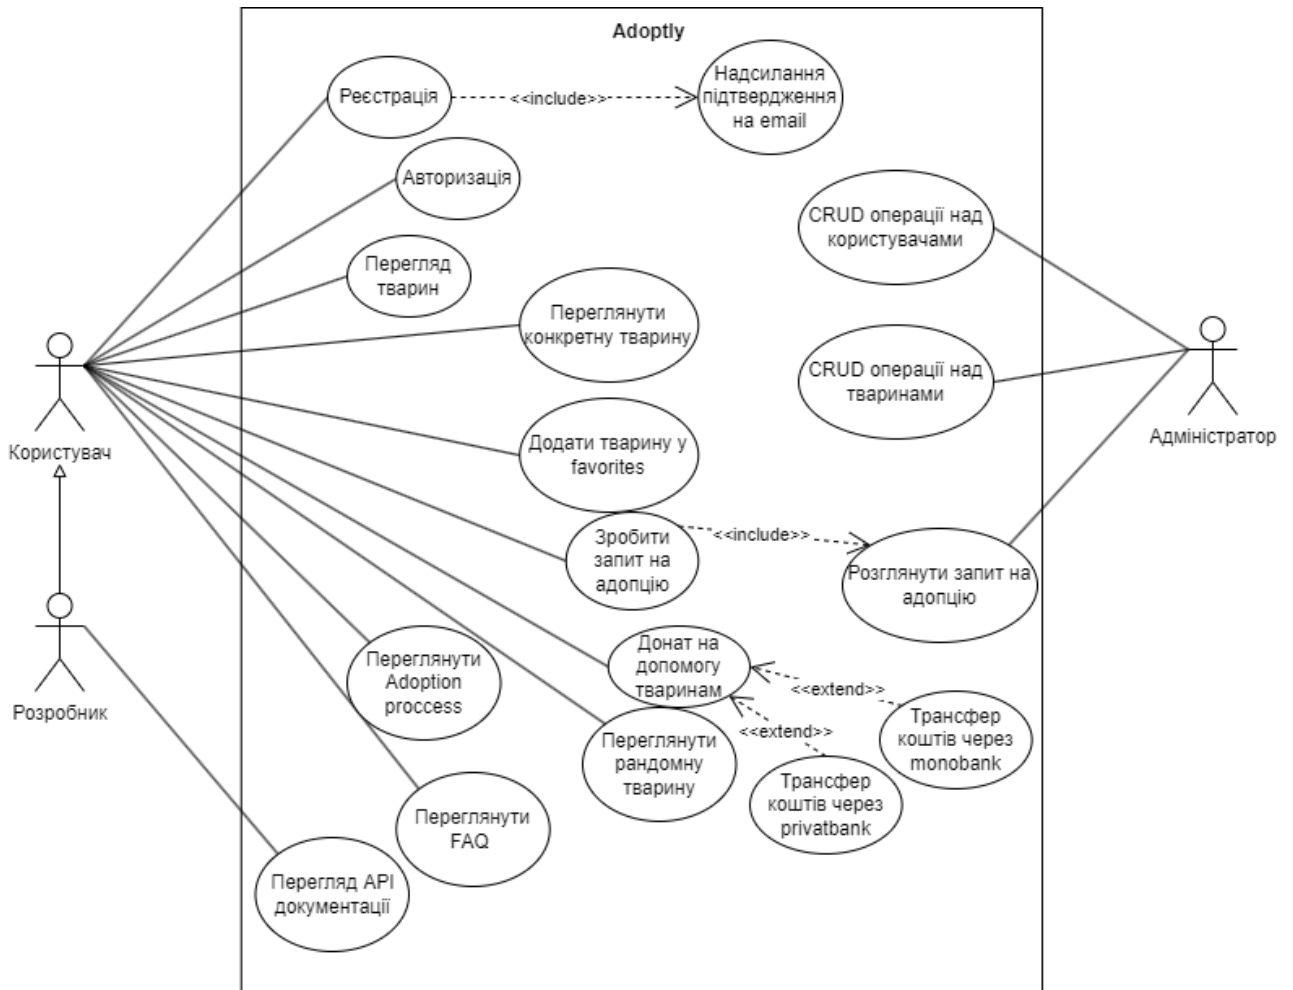 Adoptly
Реєстрація
<<include>>
Надсилання
підтвердження
на email
Авторизація
CRUD операції над
користувачами
Перегляд
тварин
Переглянути
конкретну тварину
CRUD операції над
тваринами
Користувач
Адміністратор
Додати тварину у
favorites
Зробити
запит на
адопцію
<<include>>
Розглянути запит на
адопцію
Розробник
Переглянути
Adoption
proccess
Донат на
допомогу
тваринам
<<extend>>
<<extend>>
Трансфер
коштів через
monobank
Переглянути
рандомну
тварину
Трансфер
коштів через
privatbank
Переглянути
FAQ
Перегляд API
документації